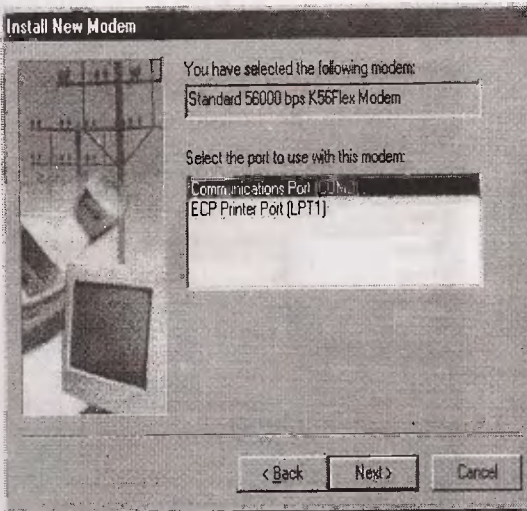 Install New Modem
You have selected the following modem:
Standard 56000 bps K56Flex Modem
Select the port to use with this modem:
Communications Port
ECP Printer Port (LPT1)
< Back
Next >
Cancel